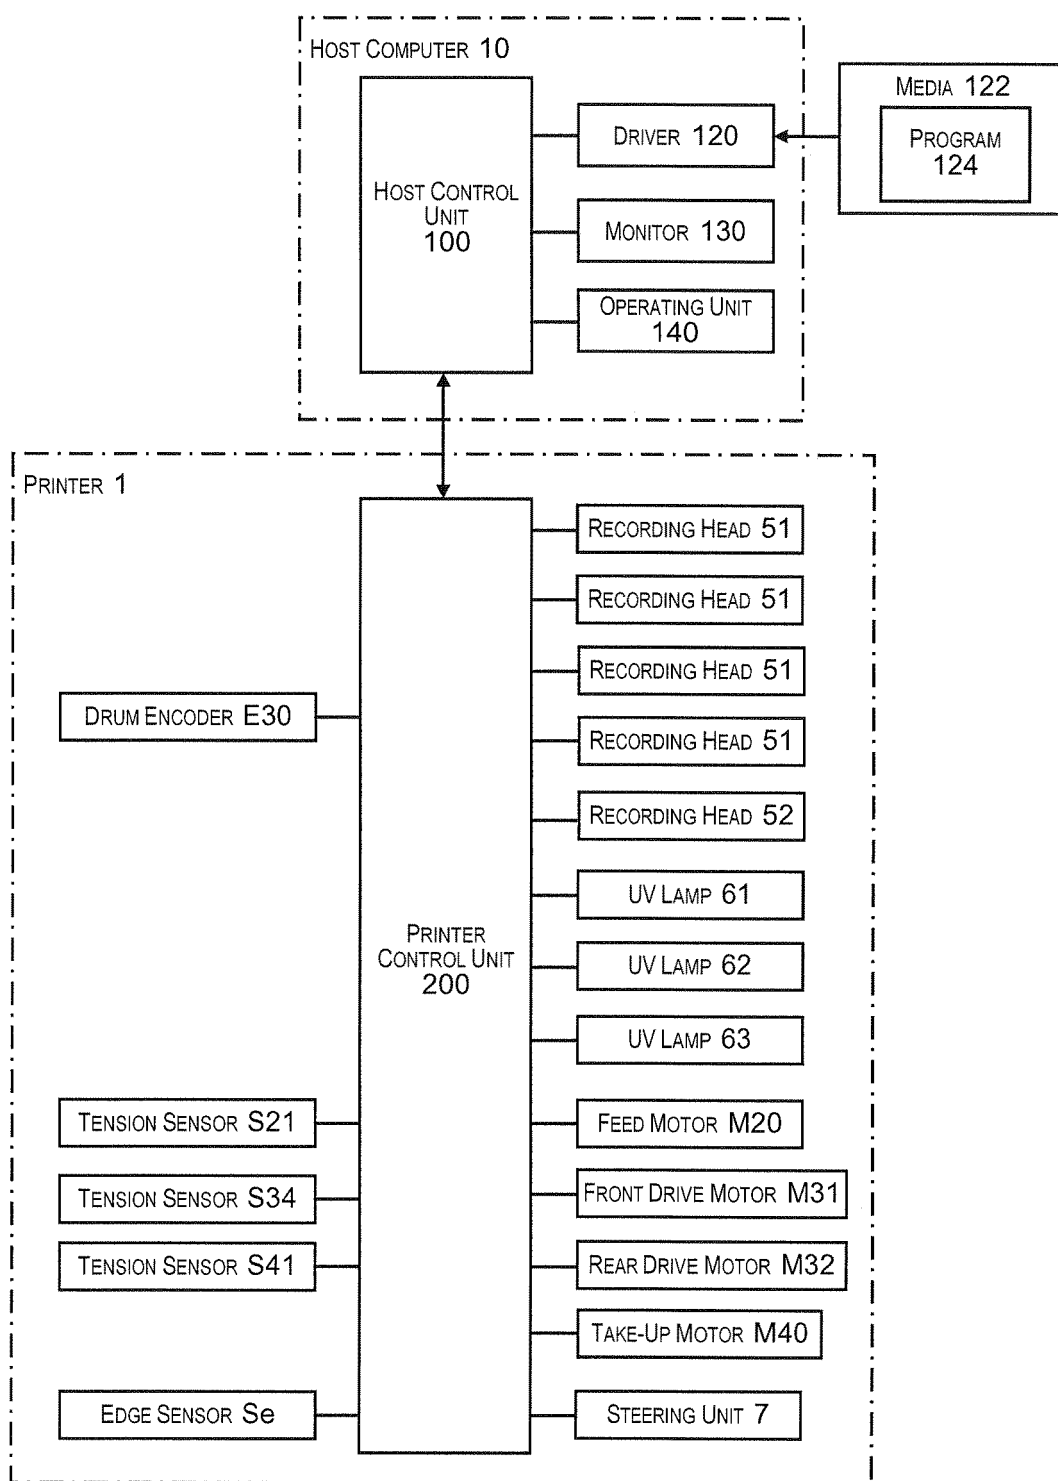 HOST COMPUTER 10
HOST CONTROL
UNIT
100
DRIVER 120
MONITOR 130
OPERATING UNIT
140
MEDIA 122
PROGRAM
124
PRINTER 1
PRINTER
CONTROL UNIT
200
DRUM ENCODER E30
TENSION SENSOR S21
TENSION SENSOR S34
TENSION SENSOR S41
EDGE SENSOR Se
RECORDING HEAD 51
RECORDING HEAD 51
RECORDING HEAD 51
RECORDING HEAD 51
RECORDING HEAD 52
UV LAMP 61
UV LAMP 62
UV LAMP 63
FEED MOTOR M20
FRONT DRIVE MOTOR M31
REAR DRIVE MOTOR M32
TAKE-UP MOTOR M40
STEERING UNIT 7